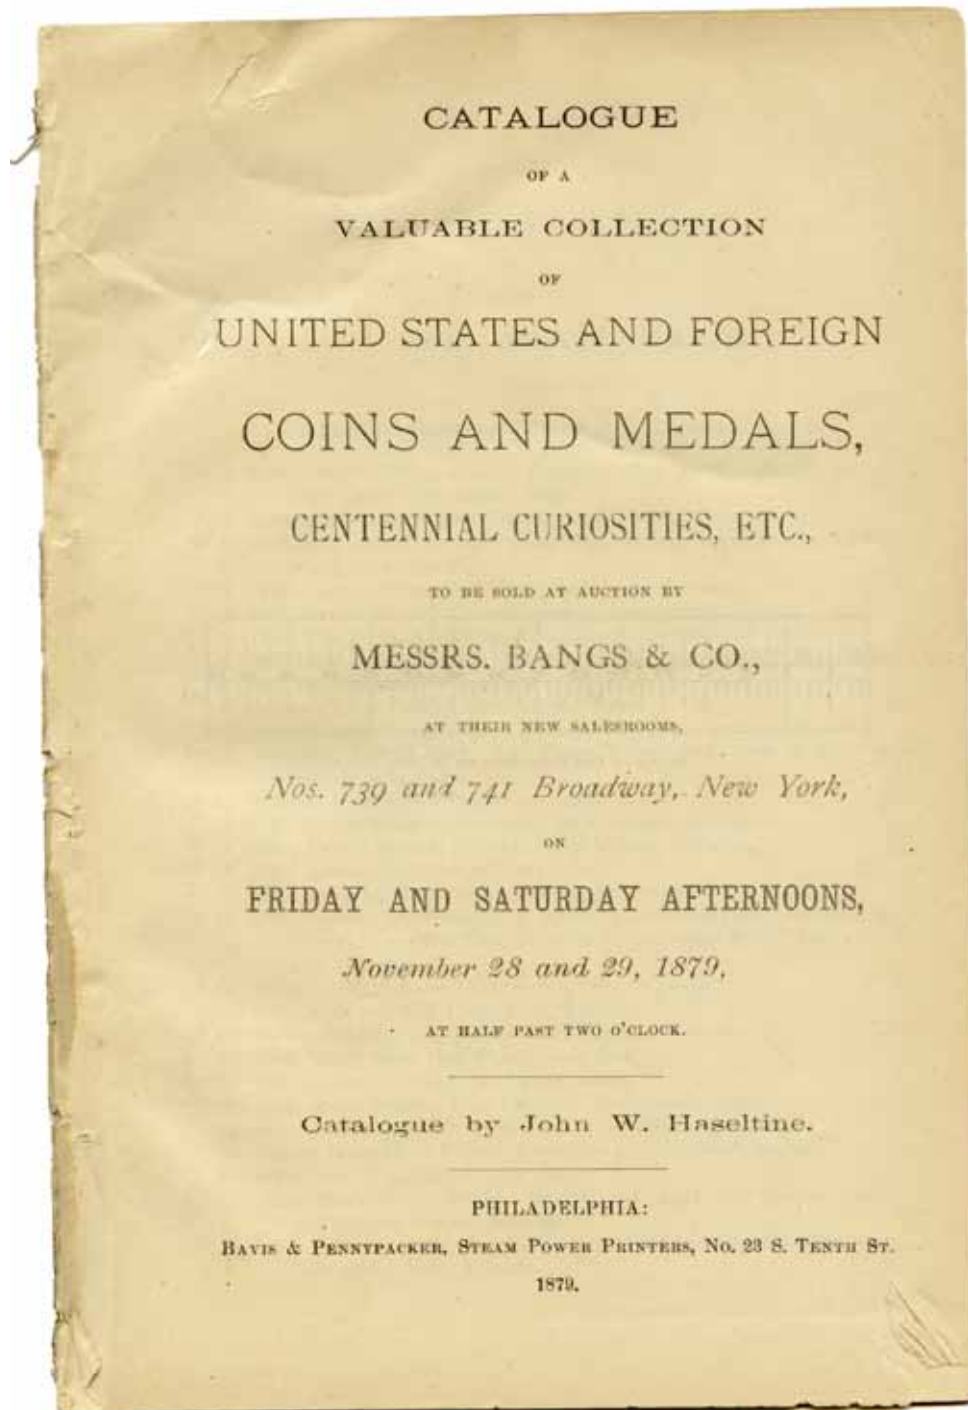 CATALOGUE
OF A
VALUABLE COLLECTION
OF
UNITED STATES AND FOREIGN
COINS AND MEDALS,
CENTENNIAL CURIOSITIES, ETC.,
TO BE SOLD AT AUCTION BY
MESSRS. BANGS & CO.,
AT THEIR NEW SALESROOMS,
Nos. 739 and 741 Broadway, New York,
ON
FRIDAY AND SATURDAY AFTERNOONS,
November 28 and 29, 1879,
AT HALF PAST TWO O'CLOCK.
Catalogue by John W. Haseltine.
PHILADELPHIA:
BAVIS & PENNYPACKER, STEAM POWER PRINTERS, NO. 23 S. TENTH ST.
1879.